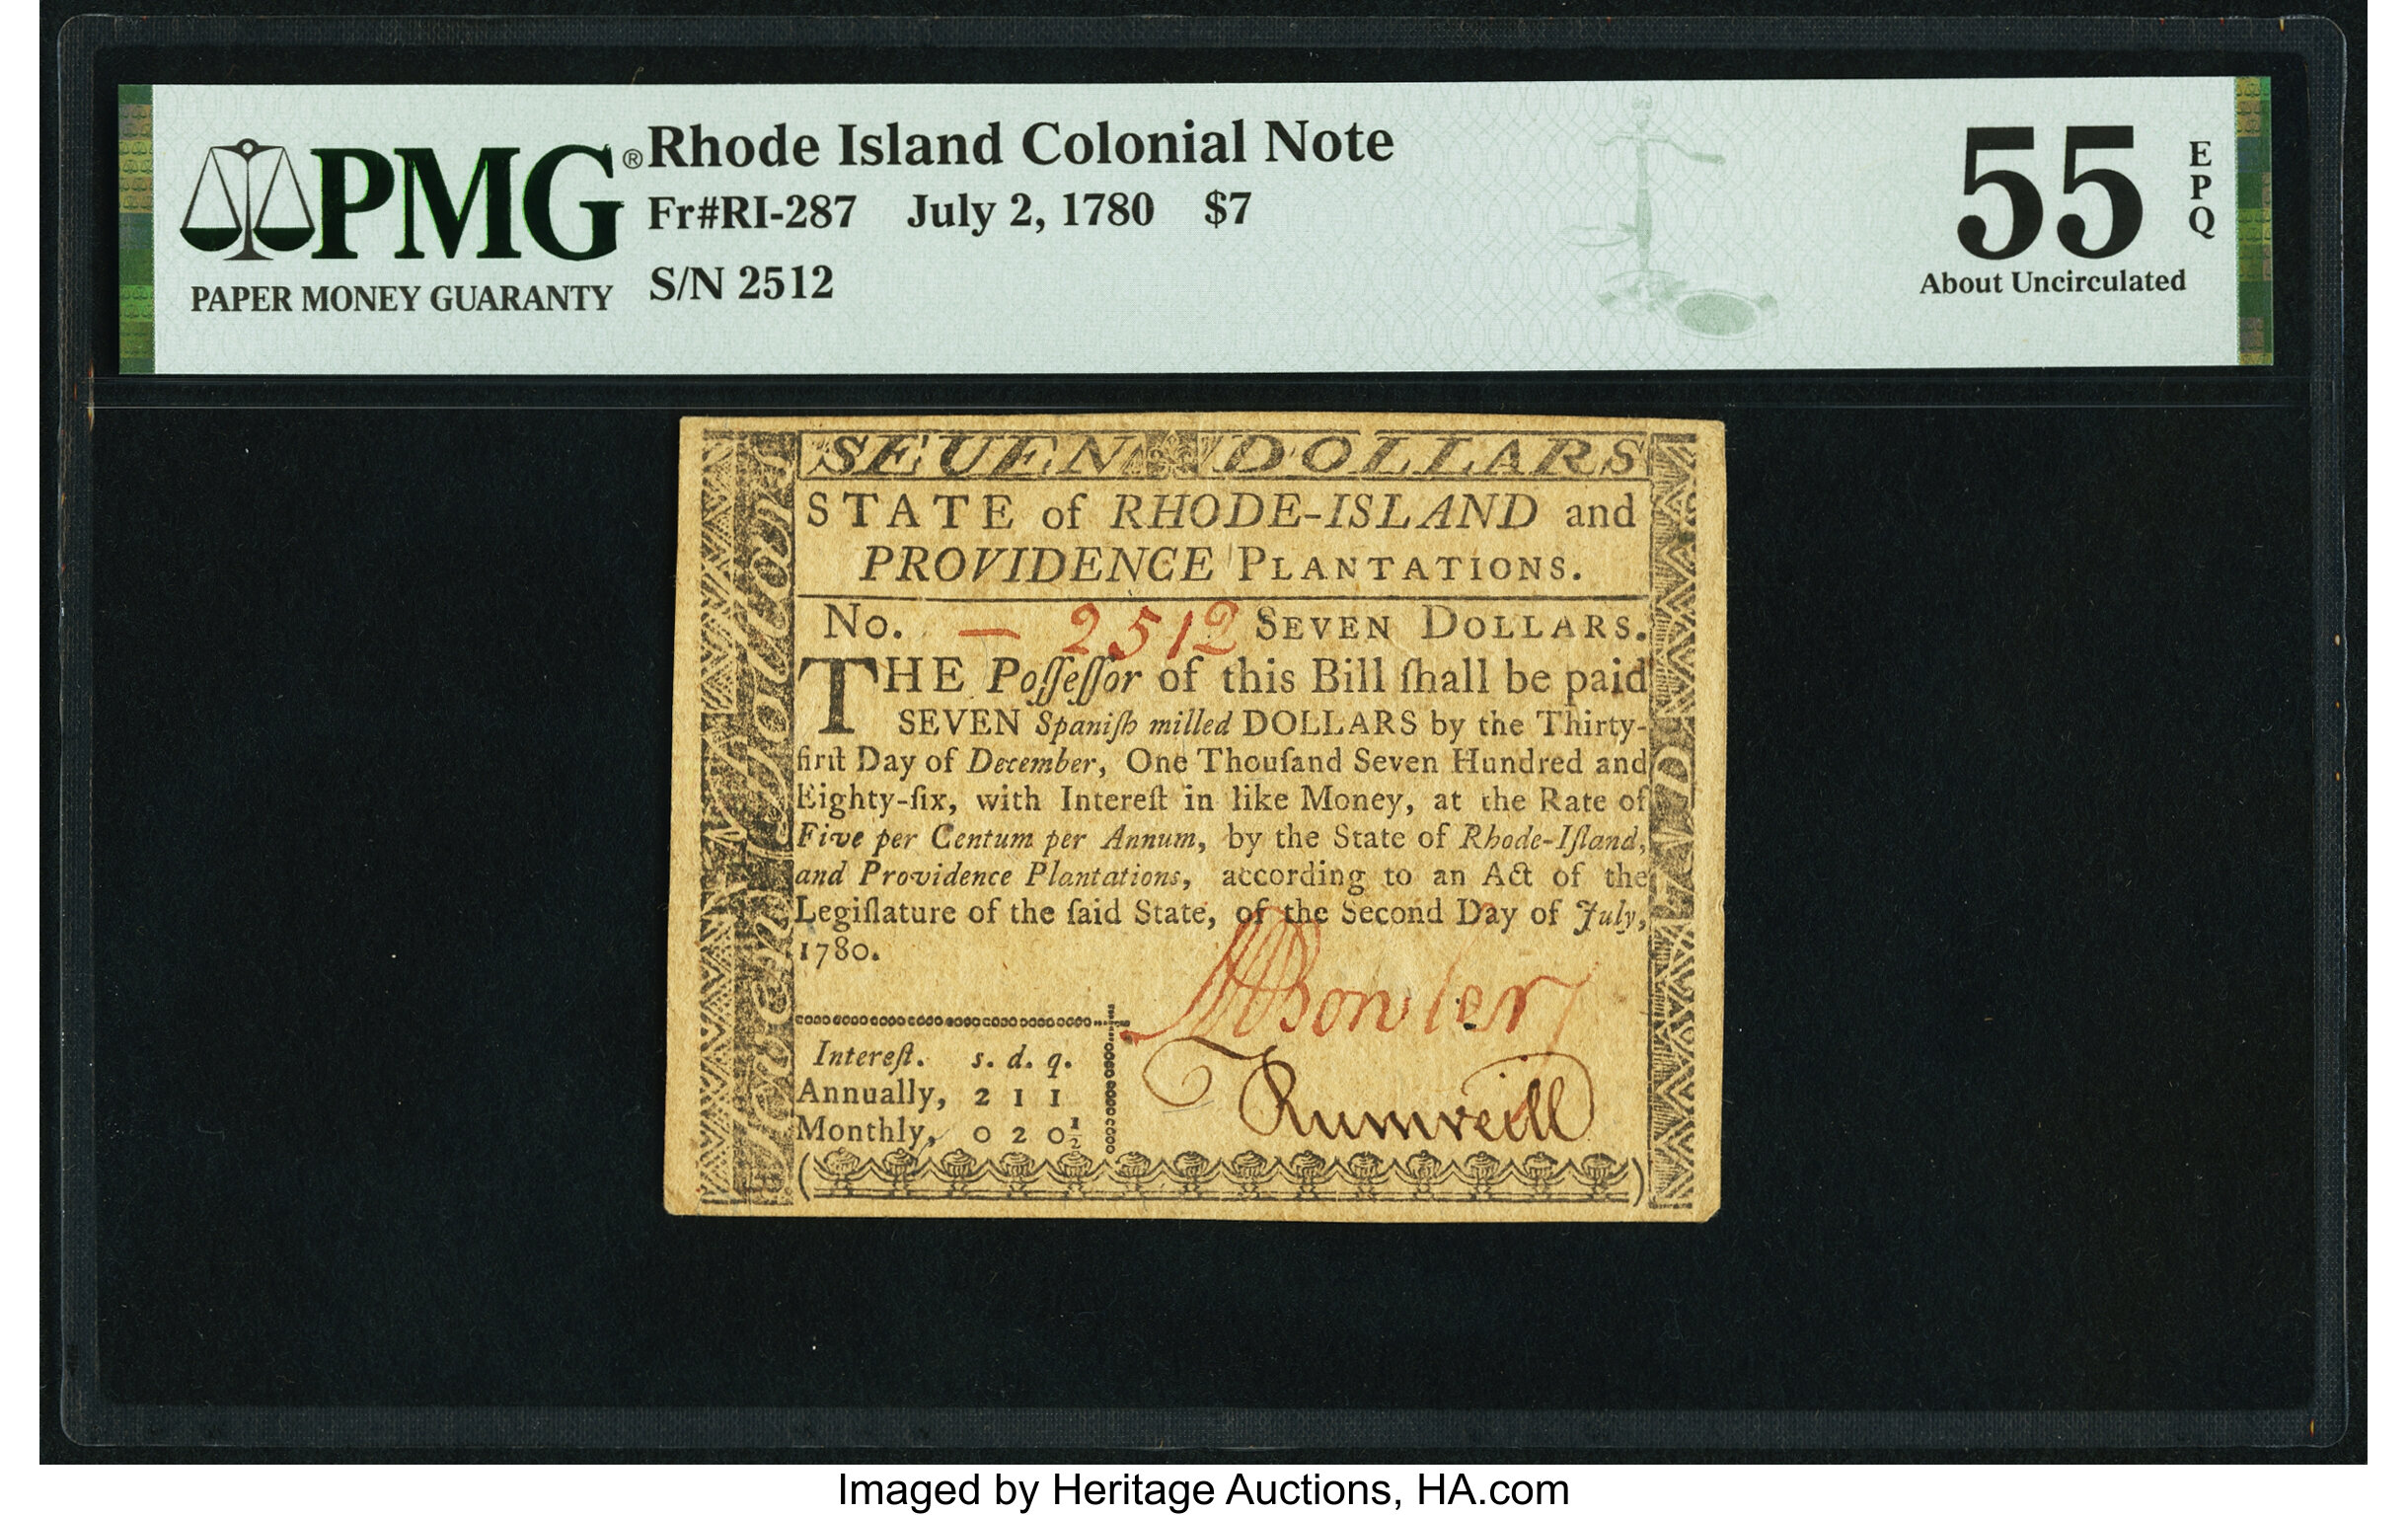 PMG®
PAPER MONEY GUARANTY
Rhode Island Colonial Note
Fr#RI-287 July 2, 1780 $7
S/N 2512
55
EPQ
About Uncirculated
SEVEN DOLLARS
STATE of RHODE-ISLAND and
PROVIDENCE PLANTATIONS.
No. — 2512 SEVEN DOLLARS.
THE Poſſeſſor of this Bill ſhall be paid
SEVEN Spaniſh milled DOLLARS by the Thirty-
firſt Day of December, One Thouſand Seven Hundred and
Eighty-ſix, with Intereſt in like Money, at the Rate of
Five per Centum per Annum, by the State of Rhode-Iſland,
and Providence Plantations, according to an Act of the
Legiſlature of the ſaid State, of the Second Day of July,
1780.
Intereſt. s. d. q.
Annually, 2 1 1
Monthly, 0 2 0½
Bowler
Rumreill
Seven Dollars
Imaged by Heritage Auctions, HA.com